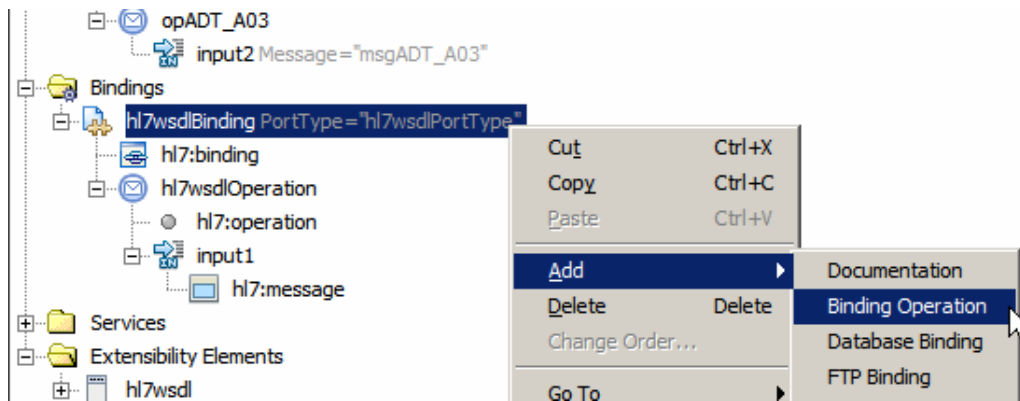 opADT_A03
input2 Message="msgADT_A03"
Bindings
hl7wsdlBinding PortType="hl7wsdlPortType"
hl7:binding
hl7wsdlOperation
hl7:operation
input1
hl7:message
Services
Extensibility Elements
hl7wsdl
Cut Ctrl+X
Copy Ctrl+C
Paste Ctrl+V
Add
Delete Delete
Change Order...
Go To
Documentation
Binding Operation
Database Binding
FTP Binding